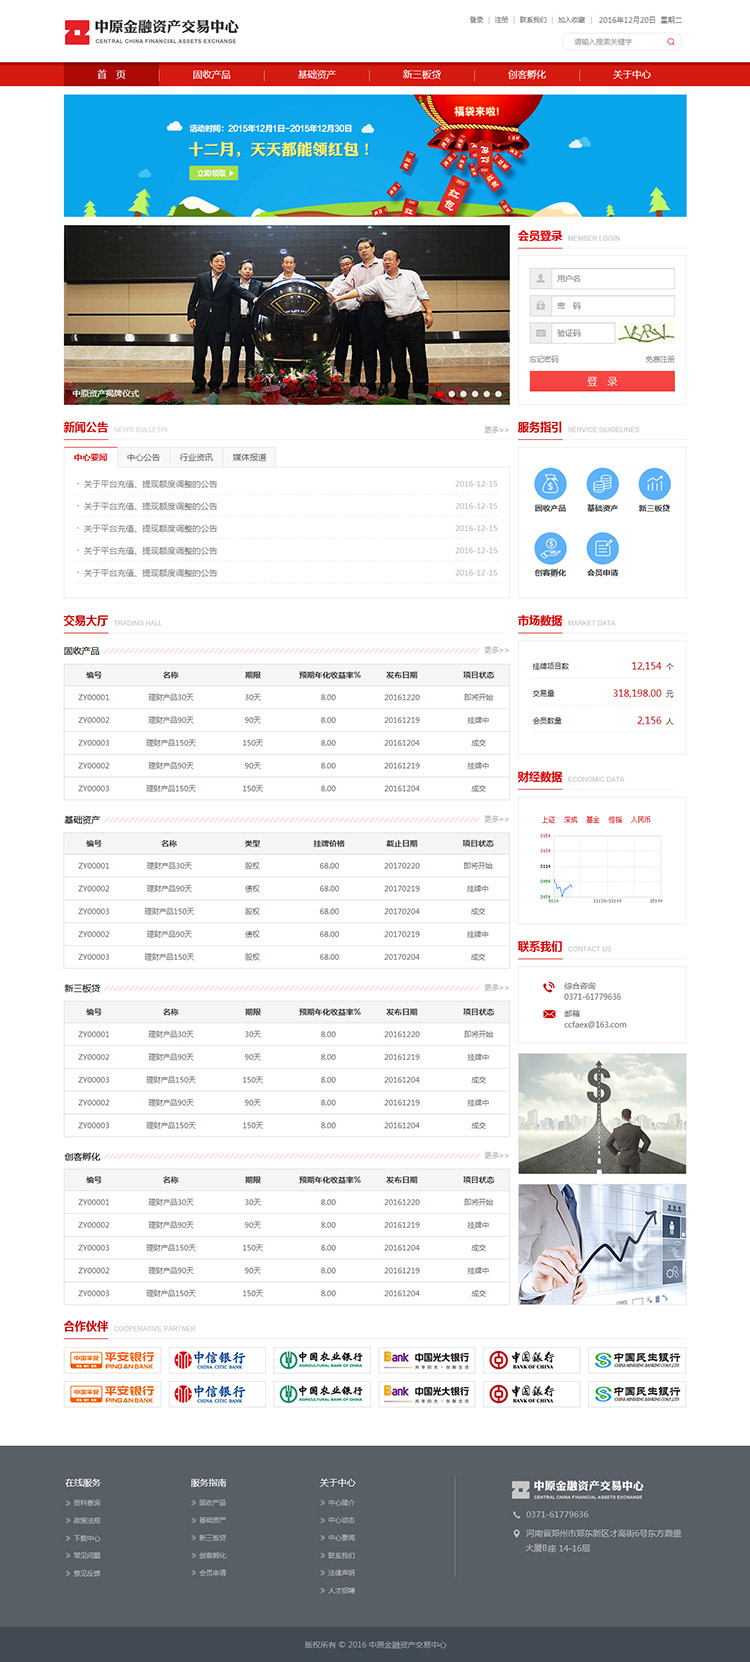 中原金融资产交易中心
CENTRAL CHINA FINANCIAL ASSETS EXCHANGE
登录 | 注册 | 联系我们 | 加入收藏 | 2016年12月20日 星期二
请输入搜索关键字
首 页 固收产品 基础资产 新三板贷 创客孵化 关于中心
福袋来啦!
活动时间：2015年12月1日-2015年12月30日
十二月，天天都能领红包！
立即领取
红包
中原资产揭牌仪式
会员登录 MEMBER LOGIN
用户名
密 码
验证码
忘记密码 免费注册
登 录
新闻公告 NEWS BULLETIN 更多>>
中心要闻 中心公告 行业资讯 媒体报道
· 关于平台充值、提现额度调整的公告 2016-12-15
· 关于平台充值、提现额度调整的公告 2016-12-15
· 关于平台充值、提现额度调整的公告 2016-12-15
· 关于平台充值、提现额度调整的公告 2016-12-15
· 关于平台充值、提现额度调整的公告 2016-12-15
服务指引 SERVICE GUIDELINES
固收产品 基础资产 新三板贷
创客孵化 会员申请
交易大厅 TRADING HALL
固收产品 更多>>
编号 名称 期限 预期年化收益率% 发布日期 项目状态
ZY00001 理财产品30天 30天 8.00 20161220 即将开始
ZY00002 理财产品90天 90天 8.00 20161219 挂牌中
ZY00003 理财产品150天 150天 8.00 20161204 成交
ZY00002 理财产品90天 90天 8.00 20161219 挂牌中
ZY00003 理财产品150天 150天 8.00 20161204 成交
基础资产 更多>>
编号 名称 类型 挂牌价格 截止日期 项目状态
ZY00001 理财产品30天 股权 68.00 20170220 即将开始
ZY00002 理财产品90天 债权 68.00 20170219 挂牌中
ZY00003 理财产品150天 股权 68.00 20170204 成交
ZY00002 理财产品90天 债权 68.00 20170219 挂牌中
ZY00003 理财产品150天 股权 68.00 20170204 成交
新三板贷 更多>>
编号 名称 期限 预期年化收益率% 发布日期 项目状态
ZY00001 理财产品30天 30天 8.00 20161220 即将开始
ZY00002 理财产品90天 90天 8.00 20161219 挂牌中
ZY00003 理财产品150天 150天 8.00 20161204 成交
ZY00002 理财产品90天 90天 8.00 20161219 挂牌中
ZY00003 理财产品150天 150天 8.00 20161204 成交
创客孵化 更多>>
编号 名称 期限 预期年化收益率% 发布日期 项目状态
ZY00001 理财产品30天 30天 8.00 20161220 即将开始
ZY00002 理财产品90天 90天 8.00 20161219 挂牌中
ZY00003 理财产品150天 150天 8.00 20161204 成交
ZY00002 理财产品90天 90天 8.00 20161219 挂牌中
ZY00003 理财产品150天 150天 8.00 20161204 成交
市场数据 MARKET DATA
挂牌项目数 12,154 个
交易量 318,198.00 元
会员数量 2,156 人
财经数据 ECONOMIC DATA
上证 深成 基金 恒指 人民币
联系我们 CONTACT US
综合咨询
0371-61779636
邮箱
ccfaex@163.com
合作伙伴 COOPERATIVE PARTNER
中国平安 平安银行 PING AN BANK
中信银行 CHINA CITIC BANK
中国农业银行 AGRICULTURAL BANK OF CHINA
Bank 中国光大银行 共享阳光·创新生活
中国银行 BANK OF CHINA
中国民生银行 CHINA MINSHENG BANKING CORP.,LTD.
中国平安 平安银行 PING AN BANK
中信银行 CHINA CITIC BANK
中国农业银行 AGRICULTURAL BANK OF CHINA
Bank 中国光大银行 共享阳光·创新生活
中国银行 BANK OF CHINA
中国民生银行 CHINA MINSHENG BANKING CORP.,LTD.
在线服务
资料查询
政策法规
下载中心
常见问题
意见反馈
服务指南
固收产品
基础资产
新三板贷
创客孵化
会员申请
关于中心
中心简介
中心动态
中心要闻
联系我们
法律声明
人才招聘
中原金融资产交易中心
CENTRAL CHINA FINANCIAL ASSETS EXCHANGE
0371-61779636
河南省郑州市郑东新区才高街6号东方鼎盛
大厦B座 14-16层
版权所有 © 2016 中原金融资产交易中心